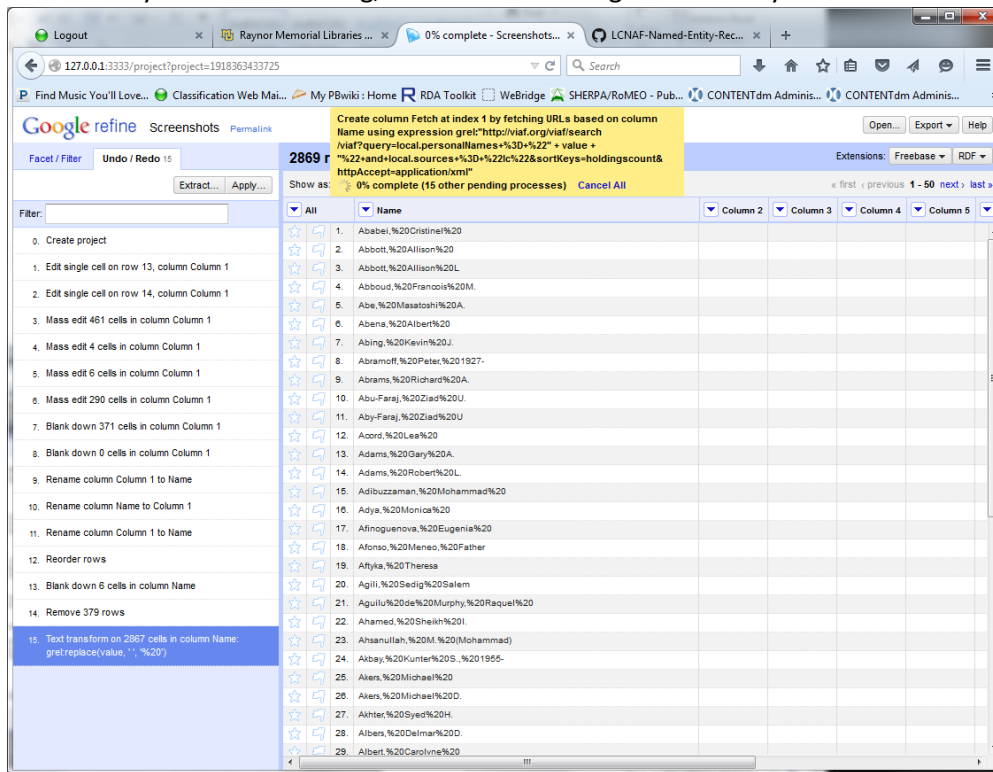 Logout
Raynor Memorial Libraries ...
0% complete - Screenshots...
LCNAF-Named-Entity-Rec...
127.0.0.1:3333/project?project=1918363433725
Search
Find Music You'll Love...
Classification Web Mai...
My PBwiki : Home
RDA Toolkit
WeBridge
SHERPA/RoMEO - Pub...
CONTENTdm Adminis...
CONTENTdm Adminis...
Google refine Screenshots Permalink
Open... Export Help
Create column Fetch at index 1 by fetching URLs based on column
Name using expression grel:"http://viaf.org/viaf/search
/viaf?query=local.personalNames+%3D+%22" + value +
"%22+and+local.sources+%3D+%22lc%22&sortKeys=holdingscount&
httpAccept=application/xml"
0% complete (15 other pending processes) Cancel All
Facet / Filter Undo / Redo 15
Extract... Apply...
Filter:
0. Create project
1. Edit single cell on row 13, column Column 1
2. Edit single cell on row 14, column Column 1
3. Mass edit 461 cells in column Column 1
4. Mass edit 4 cells in column Column 1
5. Mass edit 6 cells in column Column 1
6. Mass edit 290 cells in column Column 1
7. Blank down 371 cells in column Column 1
8. Blank down 0 cells in column Column 1
9. Rename column Column 1 to Name
10. Rename column Name to Column 1
11. Rename column Column 1 to Name
12. Reorder rows
13. Blank down 6 cells in column Name
14. Remove 379 rows
15. Text transform on 2867 cells in column Name:
grel:replace(value, ' ', '%20')
2869
Extensions: Freebase RDF
Show as:
« first ‹ previous 1 - 50 next › last »
All Name Column 2 Column 3 Column 4 Column 5
1. Ababei,%20Cristinel%20
2. Abbott,%20Allison%20
3. Abbott,%20Allison%20L
4. Abboud,%20Francois%20M.
5. Abe,%20Masatoshi%20A.
6. Abena,%20Albert%20
7. Abing,%20Kevin%20J.
8. Abramoff,%20Peter,%201927-
9. Abrams,%20Richard%20A.
10. Abu-Faraj,%20Ziad%20U.
11. Aby-Faraj,%20Ziad%20U
12. Acord,%20Lea%20
13. Adams,%20Gary%20A.
14. Adams,%20Robert%20L.
15. Adibuzzaman,%20Mohammad%20
16. Adya,%20Monica%20
17. Afinoguenova,%20Eugenia%20
18. Afonso,%20Meneo,%20Father
19. Aftyka,%20Theresa
20. Agili,%20Sedig%20Salem
21. Aguilu%20de%20Murphy,%20Raquel%20
22. Ahamed,%20Sheikh%20I.
23. Ahsanullah,%20M.%20(Mohammad)
24. Akbay,%20Kunter%20S.,%201955-
25. Akers,%20Michael%20
26. Akers,%20Michael%20D.
27. Akhter,%20Syed%20H.
28. Albers,%20Delmar%20D.
29. Albert,%20Carolyne%20